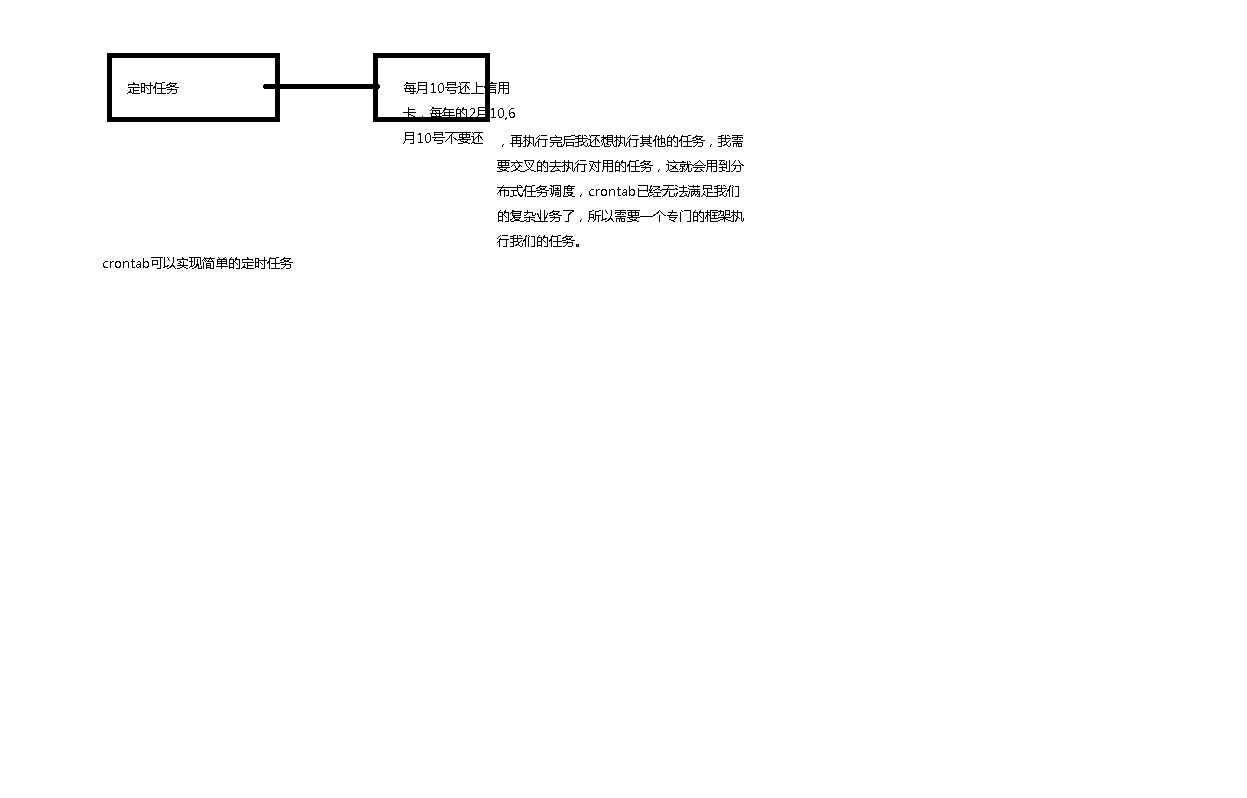 定时任务
每月10号还上信用
卡，每年的2月10,6
月10号不要还
，再执行完后我还想执行其他的任务，我需
要交叉的去执行对用的任务，这就会用到分
布式任务调度，crontab已经无法满足我们
的复杂业务了，所以需要一个专门的框架执
行我们的任务。
crontab可以实现简单的定时任务